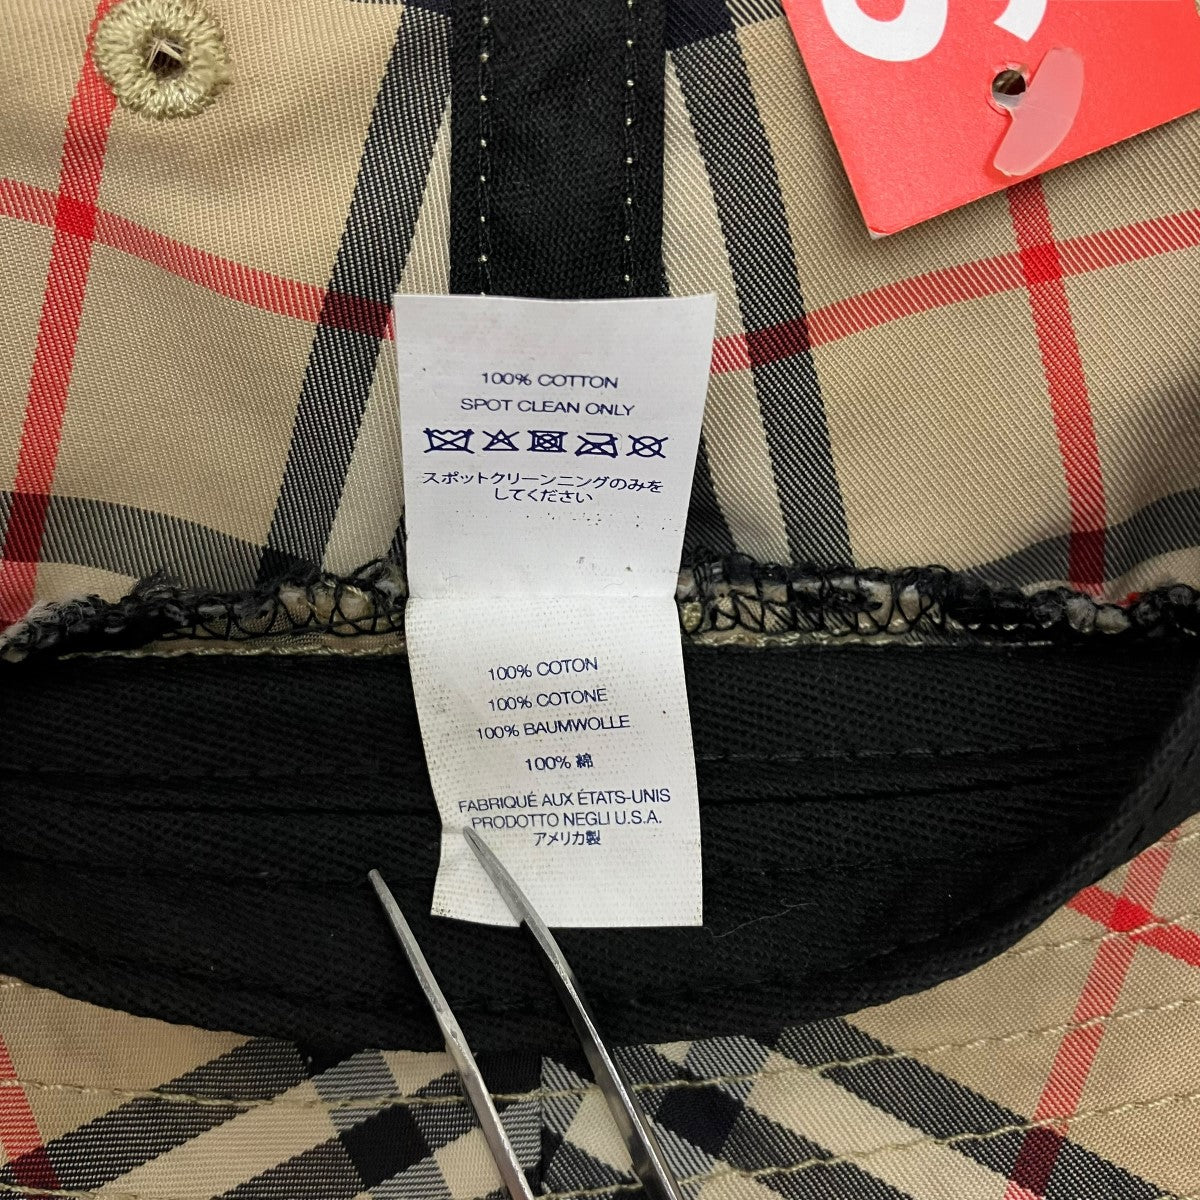 100% COTTON
SPOT CLEAN ONLY
スポットクリーンニングのみを
してください
100% COTON
100% COTONE
100% BAUMWOLLE
100% 綿
FABRIQUÉ AUX ÉTATS-UNIS
PRODOTTO NEGLI U.S.A.
アメリカ製